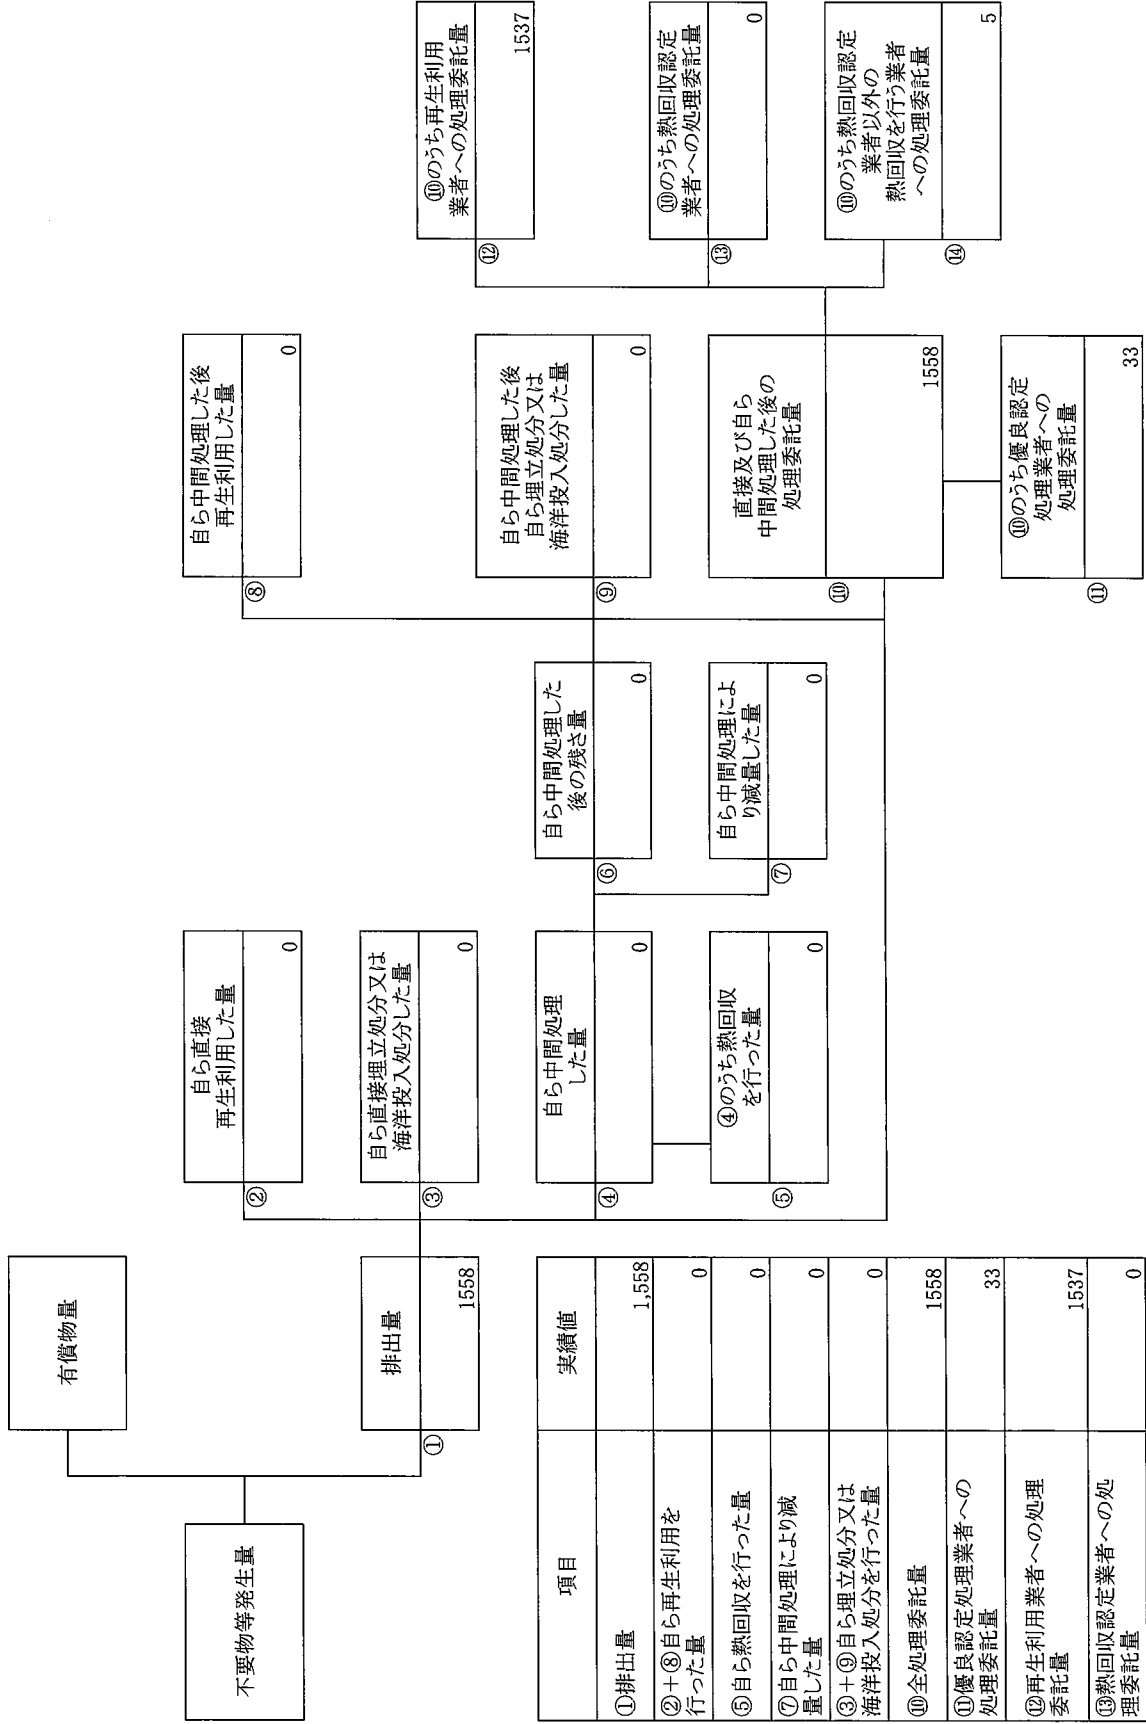 不要物等発生量
有償物量
排出量
①
1558
自ら直接
再生利用した量
②
0
自ら直接埋立処分又は
海洋投入処分した量
③
0
自ら中間処理
した量
④
0
④のうち熱回収
を行った量
⑤
0
自ら中間処理した
後の残さ量
⑥
0
自ら中間処理によ
り減量した量
⑦
0
自ら中間処理した後
再生利用した量
⑧
0
自ら中間処理した後
自ら埋立処分又は
海洋投入処分した量
⑨
0
直接及び自ら
中間処理した後の
処理委託量
⑩
1558
⑩のうち優良認定
処理業者への
処理委託量
⑪
33
⑩のうち再生利用
業者への処理委託量
⑫
1537
⑩のうち熱回収認定
業者への処理委託量
⑬
0
⑩のうち熱回収認定
業者以外の
熱回収を行う業者
への処理委託量
⑭
5
項目 実績値
①排出量 1,558
②+⑧自ら再生利用を
行った量 0
⑤自ら熱回収を行った量 0
⑦自ら中間処理により減
量した量 0
③+⑨自ら埋立処分又は
海洋投入処分を行った量 0
⑩全処理委託量 1558
⑪優良認定処理業者への
処理委託量 33
⑫再生利用業者への処理
委託量 1537
⑬熱回収認定業者への処
理委託量 0